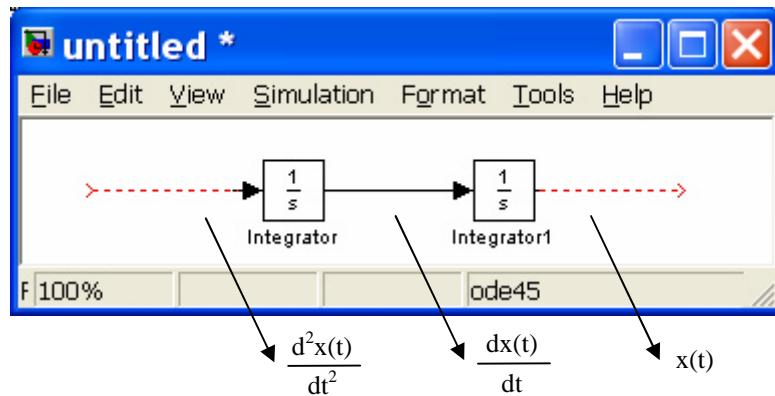 untitled *
File Edit View Simulation Format Tools Help
1
s
Integrator
1
s
Integrator1
F 100% ode45
d²x(t)
dt²
dx(t)
dt
x(t)